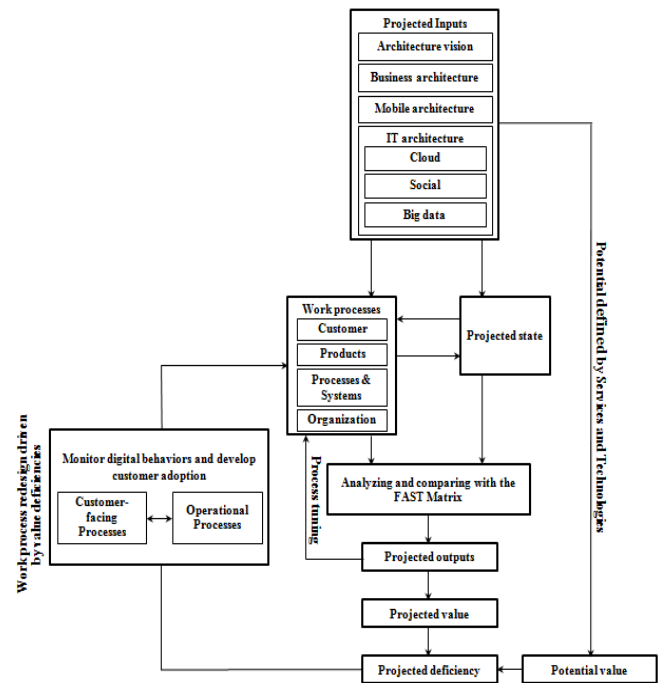 Projected Inputs
Architecture vision
Business architecture
Mobile architecture
IT architecture
Cloud
Social
Big data
Potential defined by Services and Technologies
Work processes
Customer
Products
Processes &
Systems
Organization
Projected state
Work process redesign driven
by value deficiencies
Monitor digital behaviors and develop
customer adoption
Customer-
facing
Processes
Operational
Processes
Process tuning
Analyzing and comparing with the
FAST Matrix
Projected outputs
Projected value
Projected deficiency
Potential value